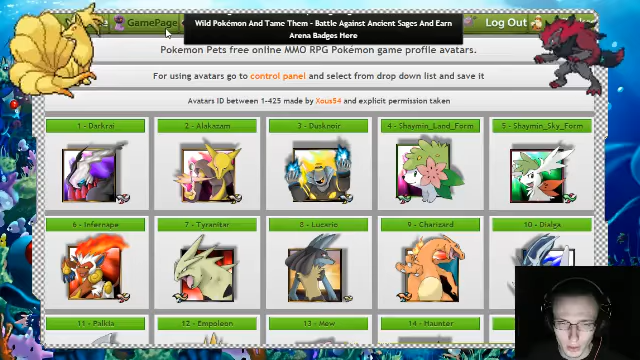 GamePage
Wild Pokémon And Tame Them - Battle Against Ancient Sages And Earn
Arena Badges Here
Log Out
Pokemon Pets free online MMO RPG Pokémon game profile avatars.
For using avatars go to control panel and select from drop down list and save it
Avatars ID between 1-425 made by Xous54 and explicit permission taken
1 - Darkrai
2 - Alakazam
3 - Dusknoir
4 - Shaymin_Land_Form
5 - Shaymin_Sky_Form
6 - Infernape
7 - Tyranitar
8 - Lucario
9 - Charizard
10 - Dialga
11 - Palkia
12 - Empoleon
13 - Mew
14 - Haunter